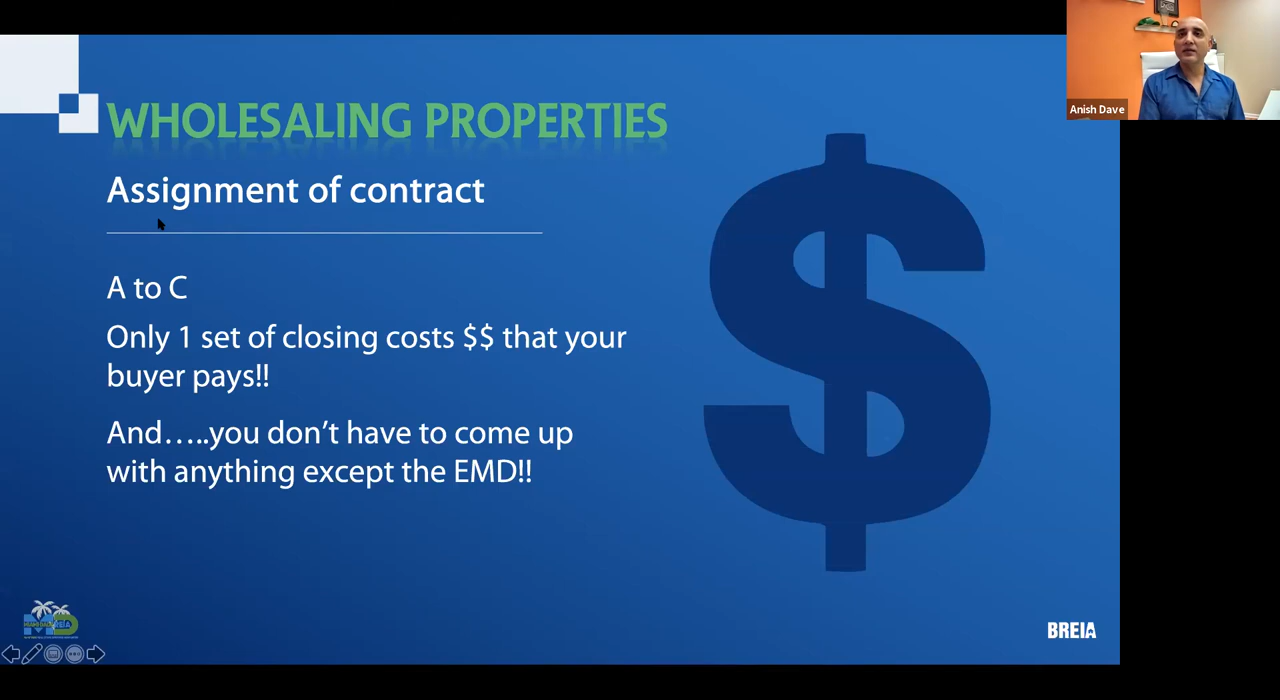 Anish Dave
WHOLESALING PROPERTIES
Assignment of contract
A to C
Only 1 set of closing costs $$ that your
buyer pays!!
And…..you don’t have to come up
with anything except the EMD!!
$
BREIA